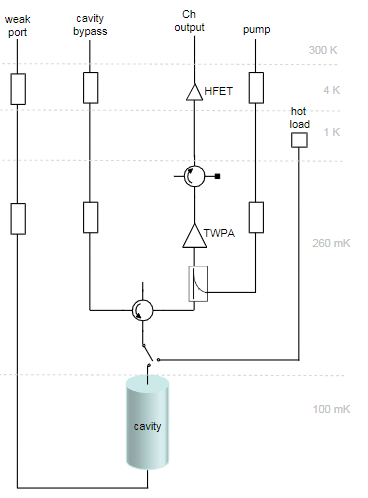 weak
port
cavity
bypass
Ch
output
pump
300 K
HFET
4 K
hot
load
1 K
TWPA
260 mK
cavity
100 mK